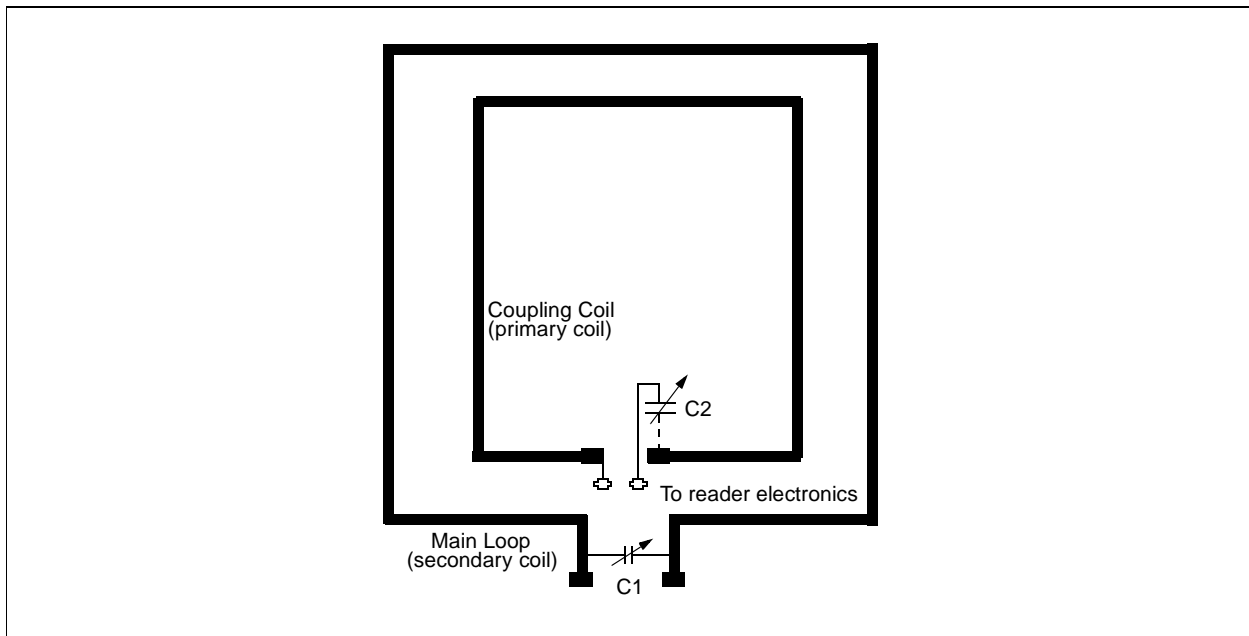 Coupling Coil
(primary coil)
C2
To reader electronics
Main Loop
(secondary coil)
C1